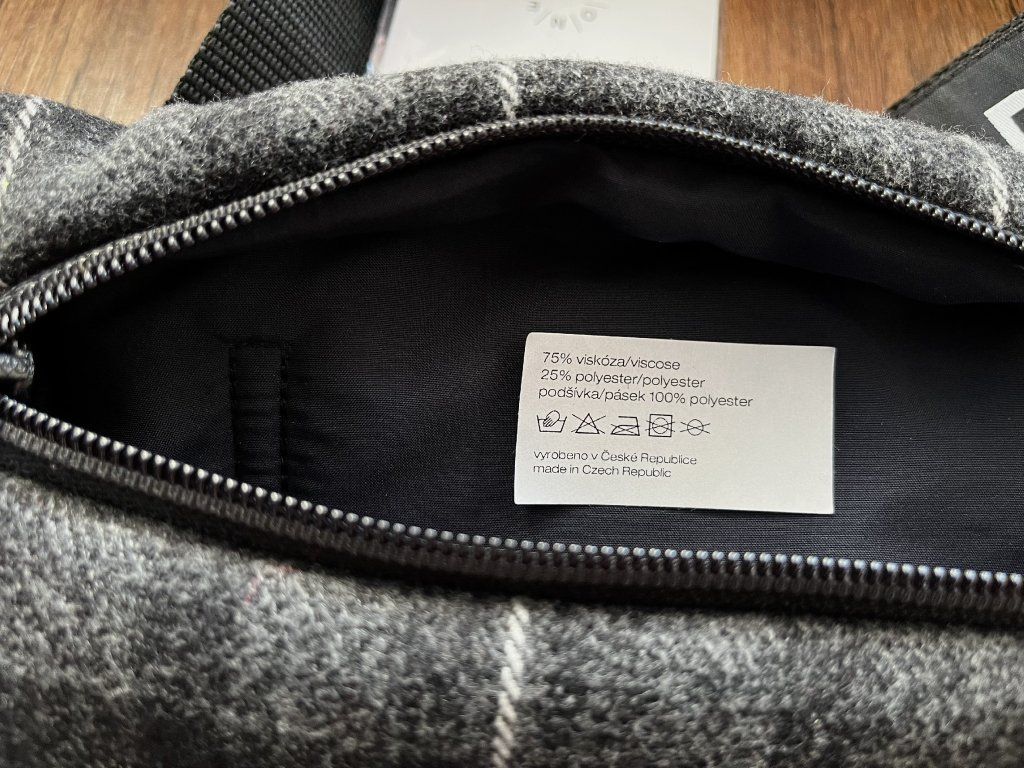 75% viskóza/viscose
25% polyester/polyester
podšívka/pásek 100% polyester
vyrobeno v České Republice
made in Czech Republic